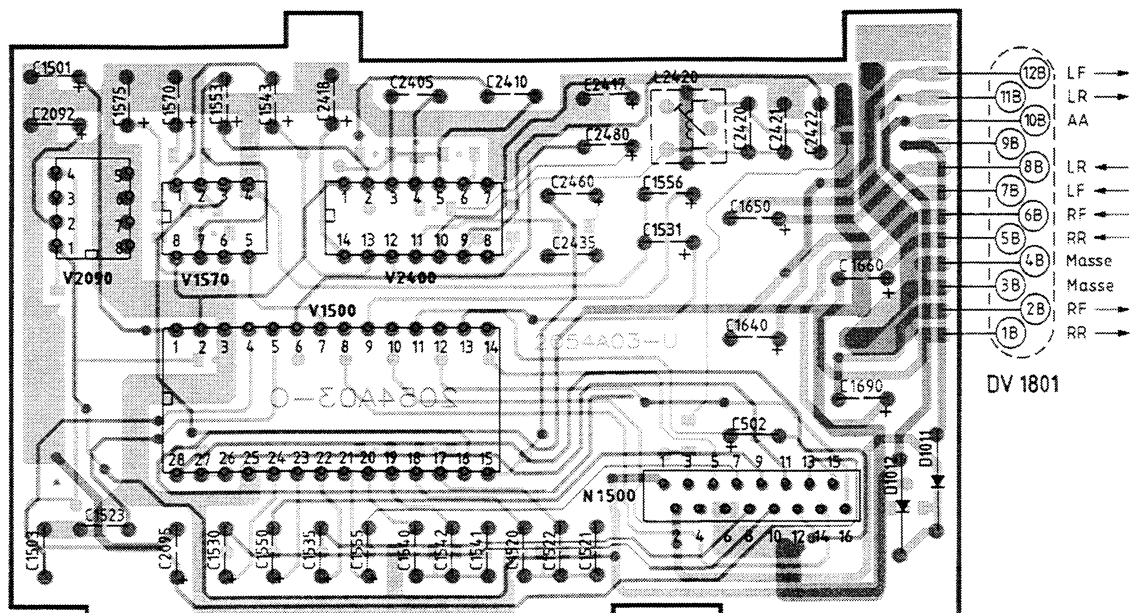 C1501
C2092
C1575
C1570
C1553
C1543
C2418
C2405
C2410
C2417
L2420
C2480
C2420
C2421
C2422
12B LF
11B LR
10B AA
9B
8B LR
7B LF
6B RF
5B RR
4B Masse
3B Masse
2B RF
1B RR
DV 1801
4 5
3 6
2 7
1 8
V2090
1 2 3 4
8 7 6 5
V1570
1 2 3 4 5 6 7
14 13 12 11 10 9 8
V2400
C2460
C2435
C1556
C1531
C1650
C1660
C1640
C1690
C502
V1500
1 2 3 4 5 6 7 8 9 10 11 12 13 14
2054A03-U
2054A03-O
28 27 26 25 24 23 22 21 20 19 18 17 16 15
N1500
1 3 5 7 9 11 13 15
2 4 6 8 10 12 14 16
D1012
D1011
C1503
C1523
C2095
C1530
C1550
C1535
C1555
C1540
C1542
C1541
C1520
C1522
C1521